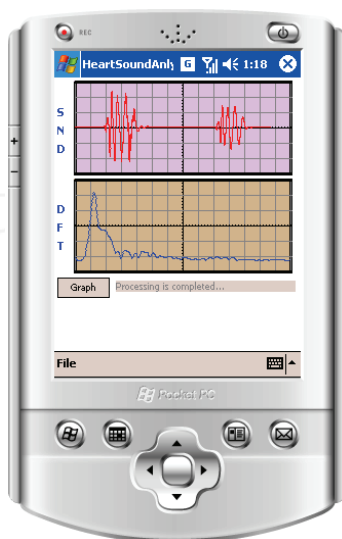 REC
HeartSoundAnly G 1:18
S
N
D
D
F
T
Graph Processing is completed...
+
−
File
Pocket PC